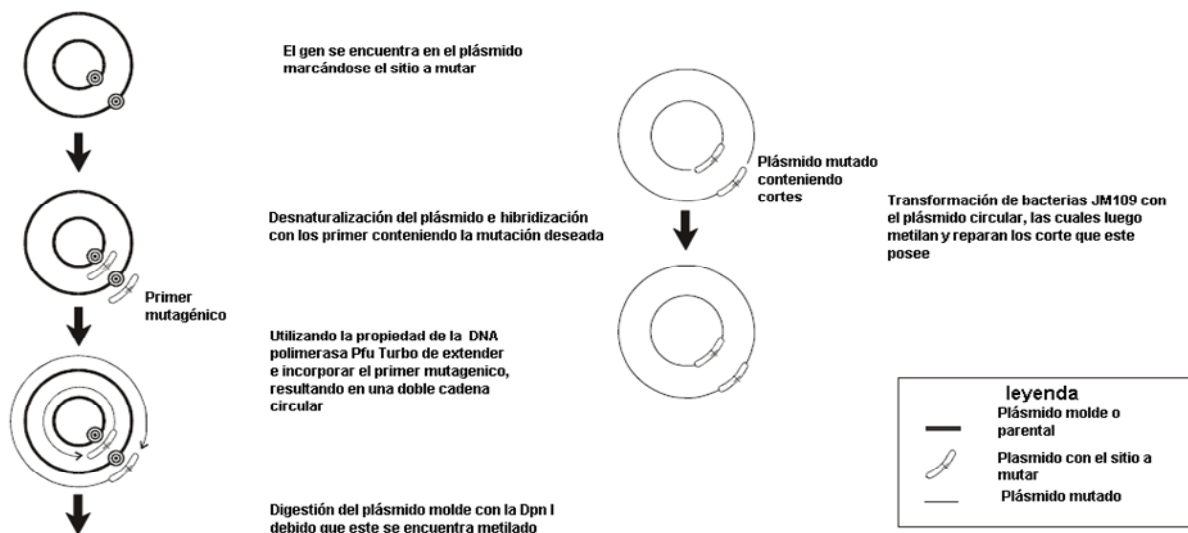 El gen se encuentra en el plásmido
marcándose el sitio a mutar
Desnaturalización del plásmido e hibridización
con los primer conteniendo la mutación deseada
Primer
mutagénico
Utilizando la propiedad de la DNA
polimerasa Pfu Turbo de extender
e incorporar el primer mutagenico,
resultando en una doble cadena
circular
Digestión del plásmido molde con la Dpn I
debido que este se encuentra metilado
Plásmido mutado
conteniendo
cortes
Transformación de bacterias JM109 con
el plásmido circular, las cuales luego
metilan y reparan los corte que este
posee
leyenda
Plásmido molde o
parental
Plasmido con el sitio a
mutar
Plásmido mutado